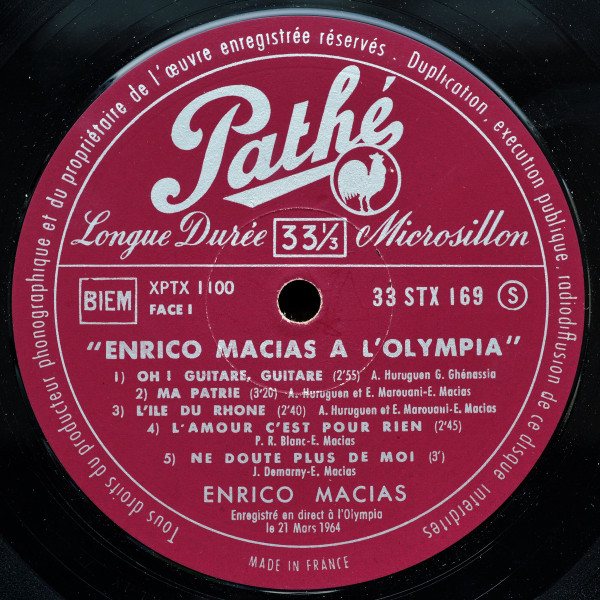 Tous droits du producteur phonographique et du propriétaire de l'œuvre enregistrée réservés . Duplication, execution publique, radiodiffusion de ce disque interdites
Pathé
Longue Durée 33⅓ Microsillon
BIEM XPTX 1100 33 STX 169 S
FACE I
"ENRICO MACIAS A L'OLYMPIA"
1) OH ! GUITARE, GUITARE (2'55) A. Huruguen G. Ghénassia
2) MA PATRIE (3'20) A. Huruguen et E. Marouani-E. Macias
3) L'ILE DU RHONE (2'40) A. Huruguen et E. Marouani-E. Macias
4) L'AMOUR C'EST POUR RIEN (2'45)
P. R. Blanc-E. Macias
5) NE DOUTE PLUS DE MOI (3')
J. Demarny-E. Macias
ENRICO MACIAS
Enregistré en direct à l'Olympia
le 21 Mars 1964
MADE IN FRANCE